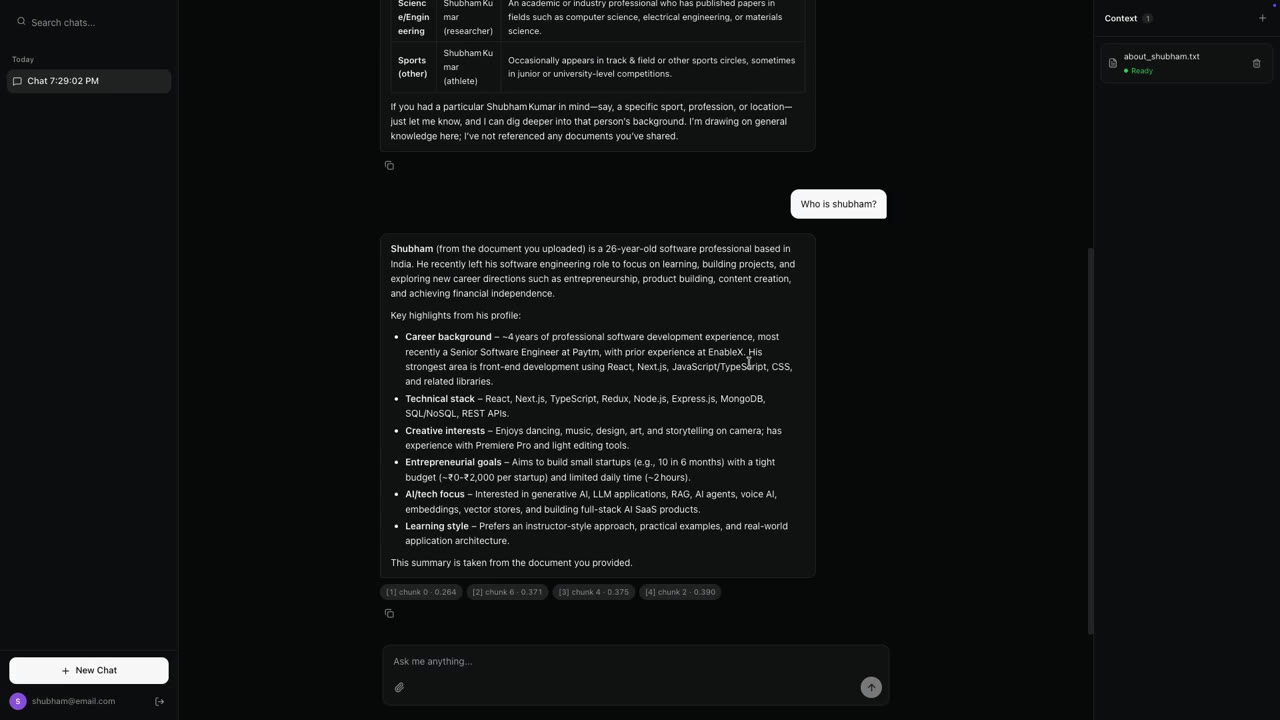 Search chats...
Today
Chat 7:29:02 PM
New Chat
S
shubham@email.com
Scienc
e/Engin
eering
Shubham Ku
mar
(researcher)
An academic or industry professional who has published papers in
fields such as computer science, electrical engineering, or materials
science.
Sports
(other)
Shubham Ku
mar
(athlete)
Occasionally appears in track & field or other sports circles, sometimes
in junior or university-level competitions.
If you had a particular Shubham Kumar in mind—say, a specific sport, profession, or location—
just let me know, and I can dig deeper into that person's background. I'm drawing on general
knowledge here; I've not referenced any documents you've shared.
Who is shubham?
Shubham (from the document you uploaded) is a 26-year-old software professional based in
India. He recently left his software engineering role to focus on learning, building projects, and
exploring new career directions such as entrepreneurship, product building, content creation,
and achieving financial independence.
Key highlights from his profile:
• Career background – ~4 years of professional software development experience, most
recently a Senior Software Engineer at Paytm, with prior experience at EnableX. His
strongest area is front-end development using React, Next.js, JavaScript/TypeScript, CSS,
and related libraries.
• Technical stack – React, Next.js, TypeScript, Redux, Node.js, Express.js, MongoDB,
SQL/NoSQL, REST APIs.
• Creative interests – Enjoys dancing, music, design, art, and storytelling on camera; has
experience with Premiere Pro and light editing tools.
• Entrepreneurial goals – Aims to build small startups (e.g., 10 in 6 months) with a tight
budget (~₹0-₹2,000 per startup) and limited daily time (~2 hours).
• AI/tech focus – Interested in generative AI, LLM applications, RAG, AI agents, voice AI,
embeddings, vector stores, and building full-stack AI SaaS products.
• Learning style – Prefers an instructor-style approach, practical examples, and real-world
application architecture.
This summary is taken from the document you provided.
[1] chunk 0 · 0.264 [2] chunk 6 · 0.371 [3] chunk 4 · 0.375 [4] chunk 2 · 0.390
Ask me anything...
Context 1
about_shubham.txt
Ready